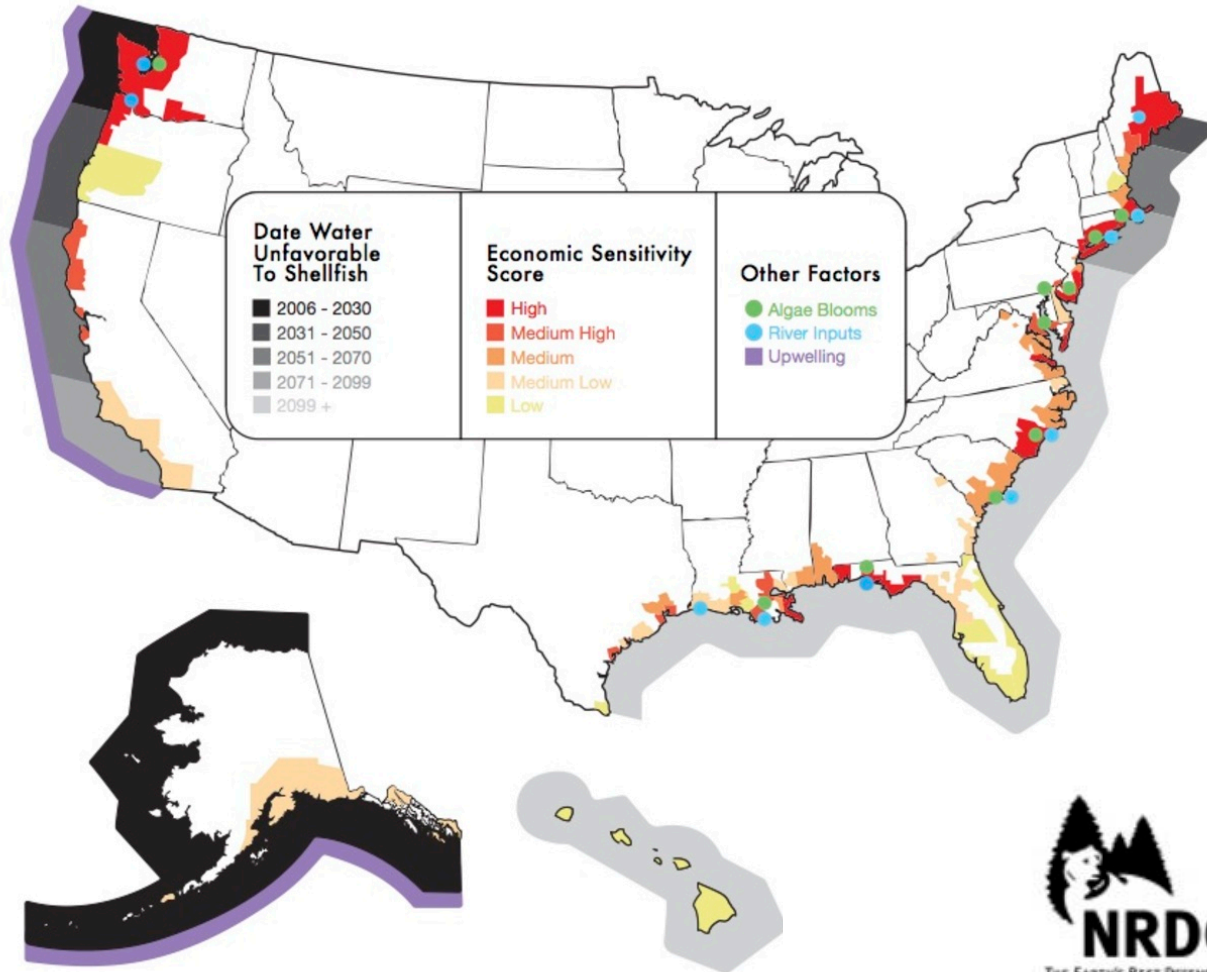 Date Water
Unfavorable
To Shellfish
2006 - 2030
2031 - 2050
2051 - 2070
2071 - 2099
2099 +
Economic Sensitivity
Score
High
Medium High
Medium
Medium Low
Low
Other Factors
Algae Blooms
River Inputs
Upwelling
NRDC